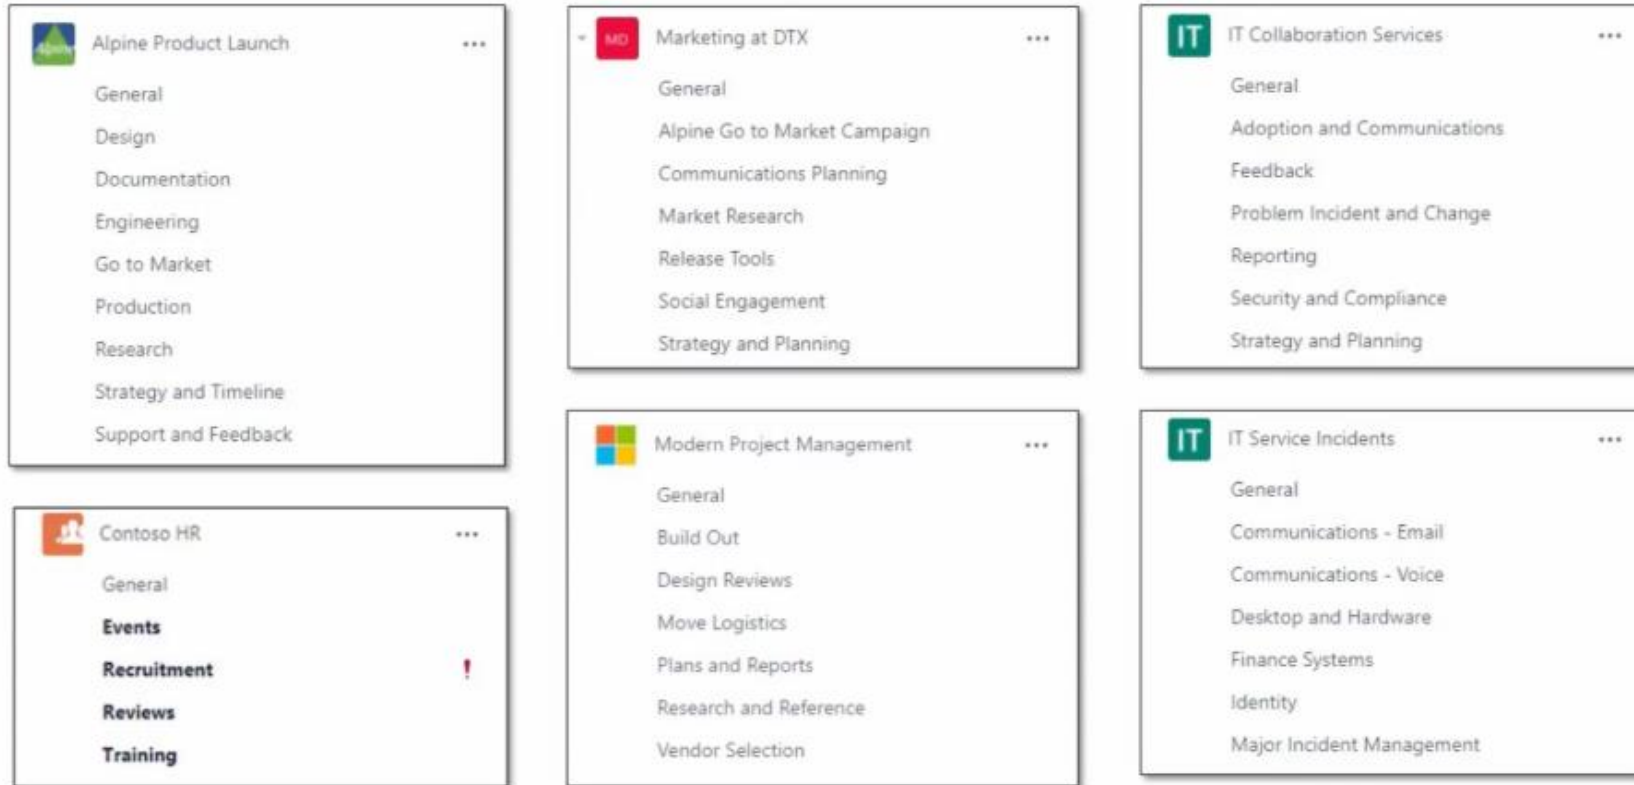 Alpine
Alpine Product Launch
General
Design
Documentation
Engineering
Go to Market
Production
Research
Strategy and Timeline
Support and Feedback
Contoso HR
General
Events
Recruitment !
Reviews
Training
MD
Marketing at DTX
General
Alpine Go to Market Campaign
Communications Planning
Market Research
Release Tools
Social Engagement
Strategy and Planning
Modern Project Management
General
Build Out
Design Reviews
Move Logistics
Plans and Reports
Research and Reference
Vendor Selection
IT
IT Collaboration Services
General
Adoption and Communications
Feedback
Problem Incident and Change
Reporting
Security and Compliance
Strategy and Planning
IT
IT Service Incidents
General
Communications - Email
Communications - Voice
Desktop and Hardware
Finance Systems
Identity
Major Incident Management